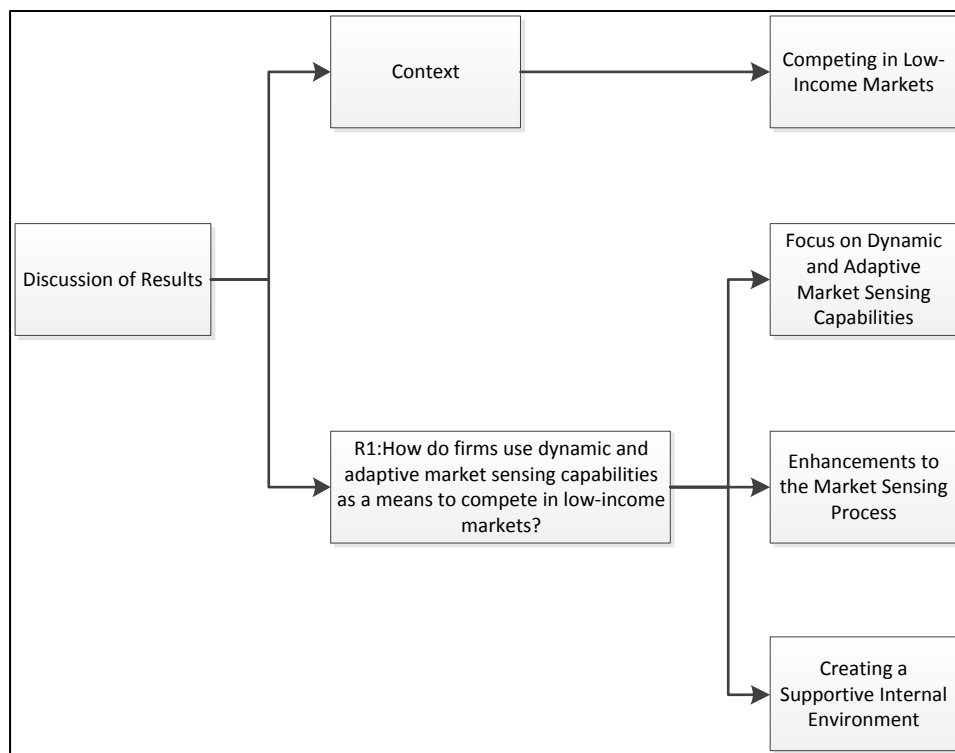 Context
Competing in Low-
Income Markets
Discussion of Results
Focus on Dynamic
and Adaptive
Market Sensing
Capabilities
R1:How do firms use dynamic and
adaptive market sensing capabilities
as a means to compete in low-income
markets?
Enhancements to
the Market Sensing
Process
Creating a
Supportive Internal
Environment